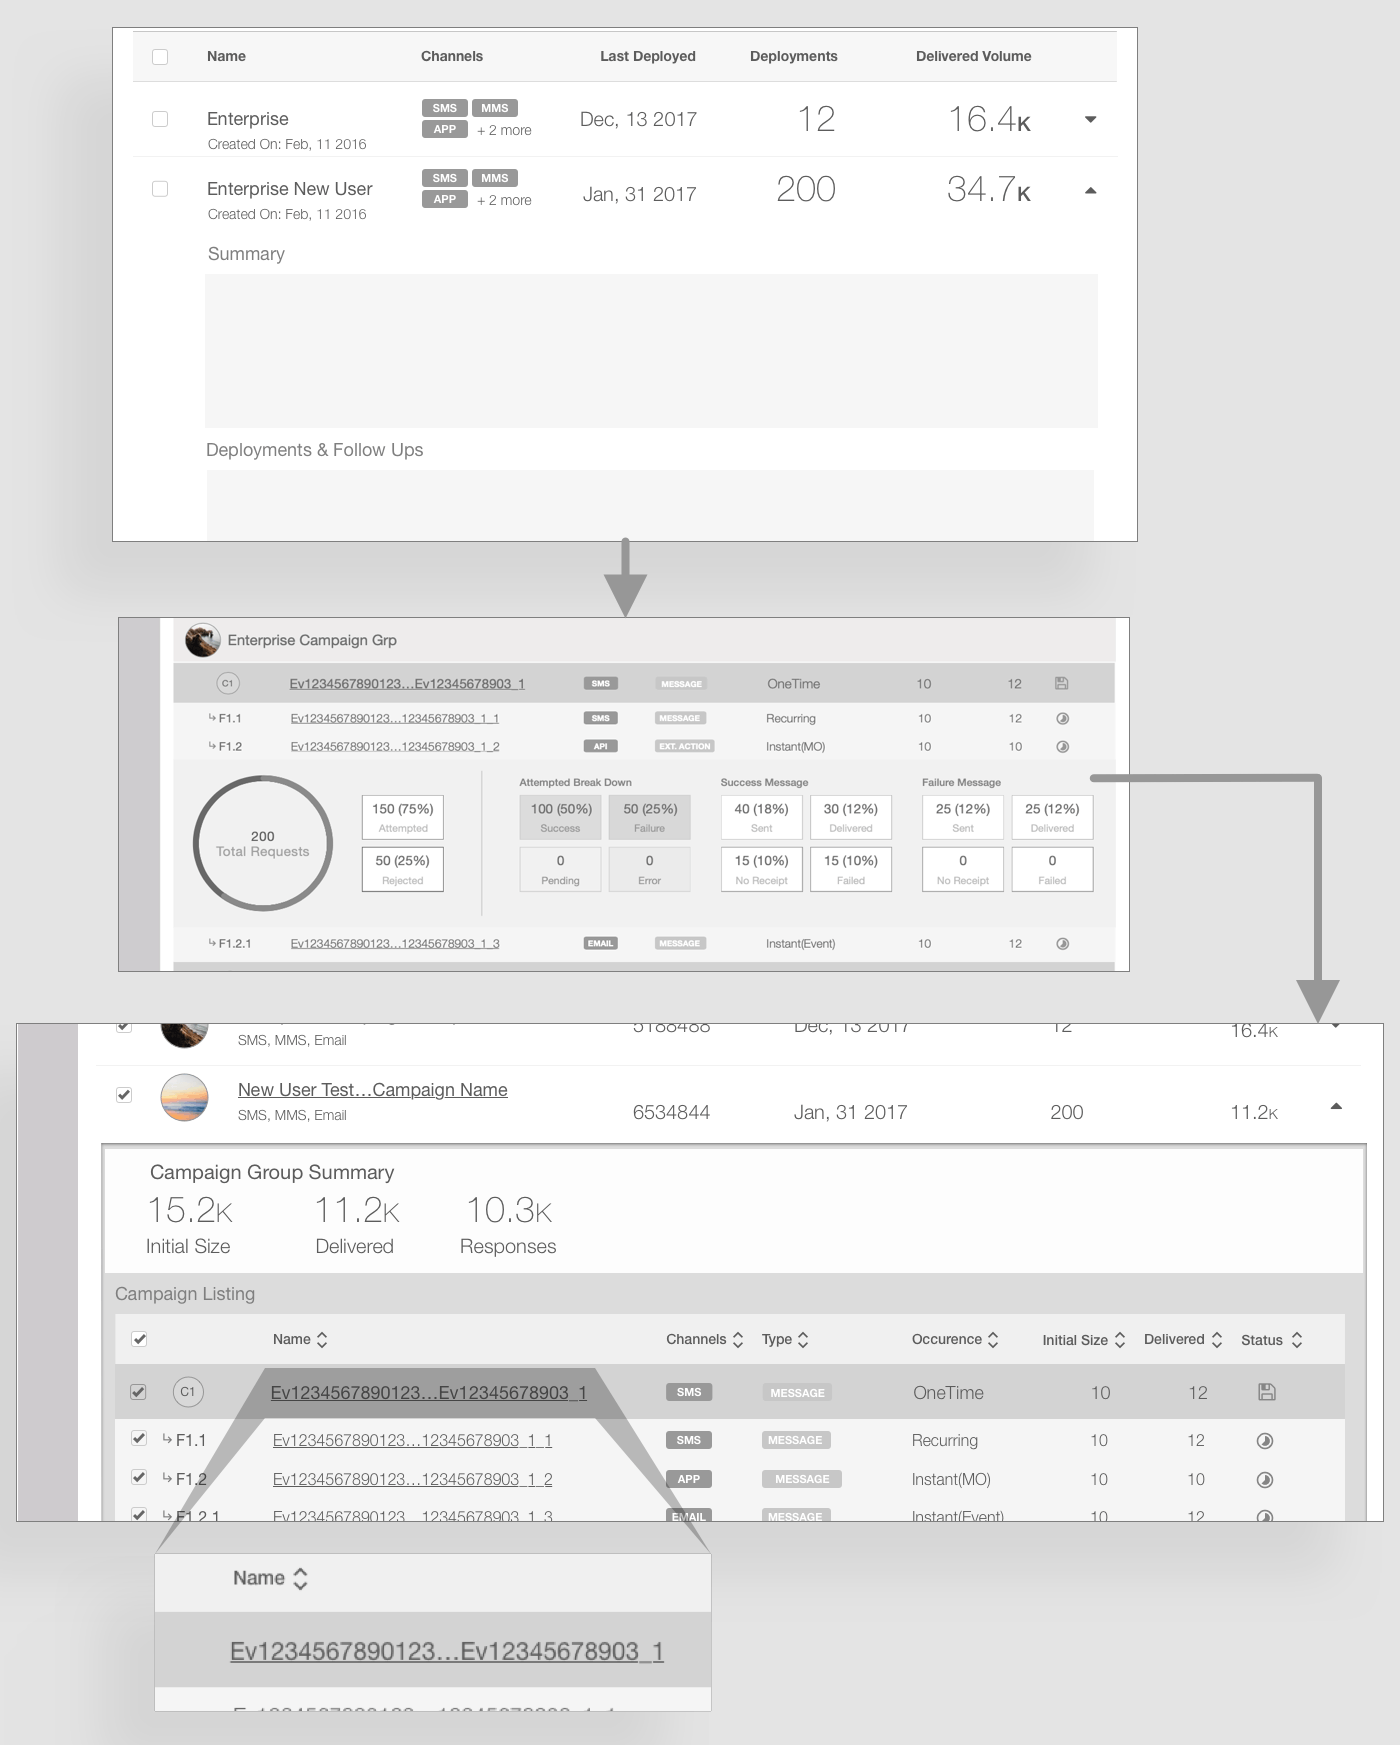 Name Channels Last Deployed Deployments Delivered Volume
SMS MMS
Enterprise Dec, 13 2017 12 16.4K
APP + 2 more
Created On: Feb, 11 2016
SMS MMS
Enterprise New User Jan, 31 2017 200 34.7K
APP + 2 more
Created On: Feb, 11 2016
Summary
Deployments & Follow Ups
Enterprise Campaign Grp
C1 Ev1234567890123...Ev12345678903_1 SMS MESSAGE OneTime 10 12
F1.1 Ev1234567890123...12345678903_1_1 SMS MESSAGE Recurring 10 12
F1.2 Ev1234567890123...12345678903_1_2 API EXT. ACTION Instant(MO) 10 10
Attempted Break Down Success Message Failure Message
150 (75%) 100 (50%) 50 (25%) 40 (18%) 30 (12%) 25 (12%) 25 (12%)
Attempted Success Failure Sent Delivered Sent Delivered
200
Total Requests
50 (25%) 0 0 15 (10%) 15 (10%) 0 0
Rejected Pending Error No Receipt Failed No Receipt Failed
F1.2.1 Ev1234567890123...12345678903_1_3 EMAIL MESSAGE Instant(Event) 10 12
5188488 Dec, 13 2017 12 16.4K
SMS, MMS, Email
New User Test...Campaign Name
SMS, MMS, Email 6534844 Jan, 31 2017 200 11.2K
Campaign Group Summary
15.2K 11.2K 10.3K
Initial Size Delivered Responses
Campaign Listing
Name Channels Type Occurence Initial Size Delivered Status
C1 Ev1234567890123...Ev12345678903_1 SMS MESSAGE OneTime 10 12
F1.1 Ev1234567890123...12345678903_1_1 SMS MESSAGE Recurring 10 12
F1.2 Ev1234567890123...12345678903_1_2 APP MESSAGE Instant(MO) 10 10
F1.2.1 Ev1234567890123...12345678903_1_3 EMAIL MESSAGE Instant(Event) 10 12
Name
Ev1234567890123...Ev12345678903_1